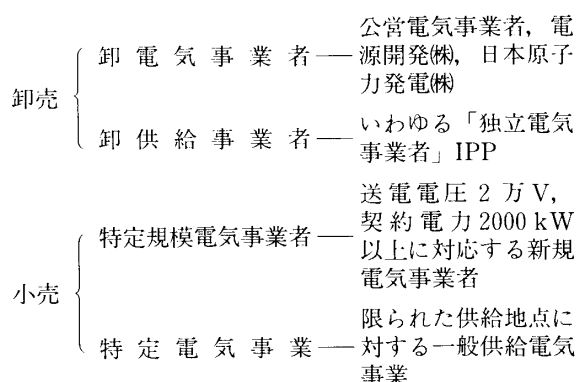 公営電気事業者，電
卸電気事業者
源開発㈱，日本原子
力発電㈱
卸売
卸供給事業者
いわゆる「独立電気
事業者」IPP
送電電圧2万V，
契約電力2000kW
特定規模電気事業者
以上に対応する新規
電気事業者
小売
限られた供給地点に
特定電気事業
対する一般供給電気
事業